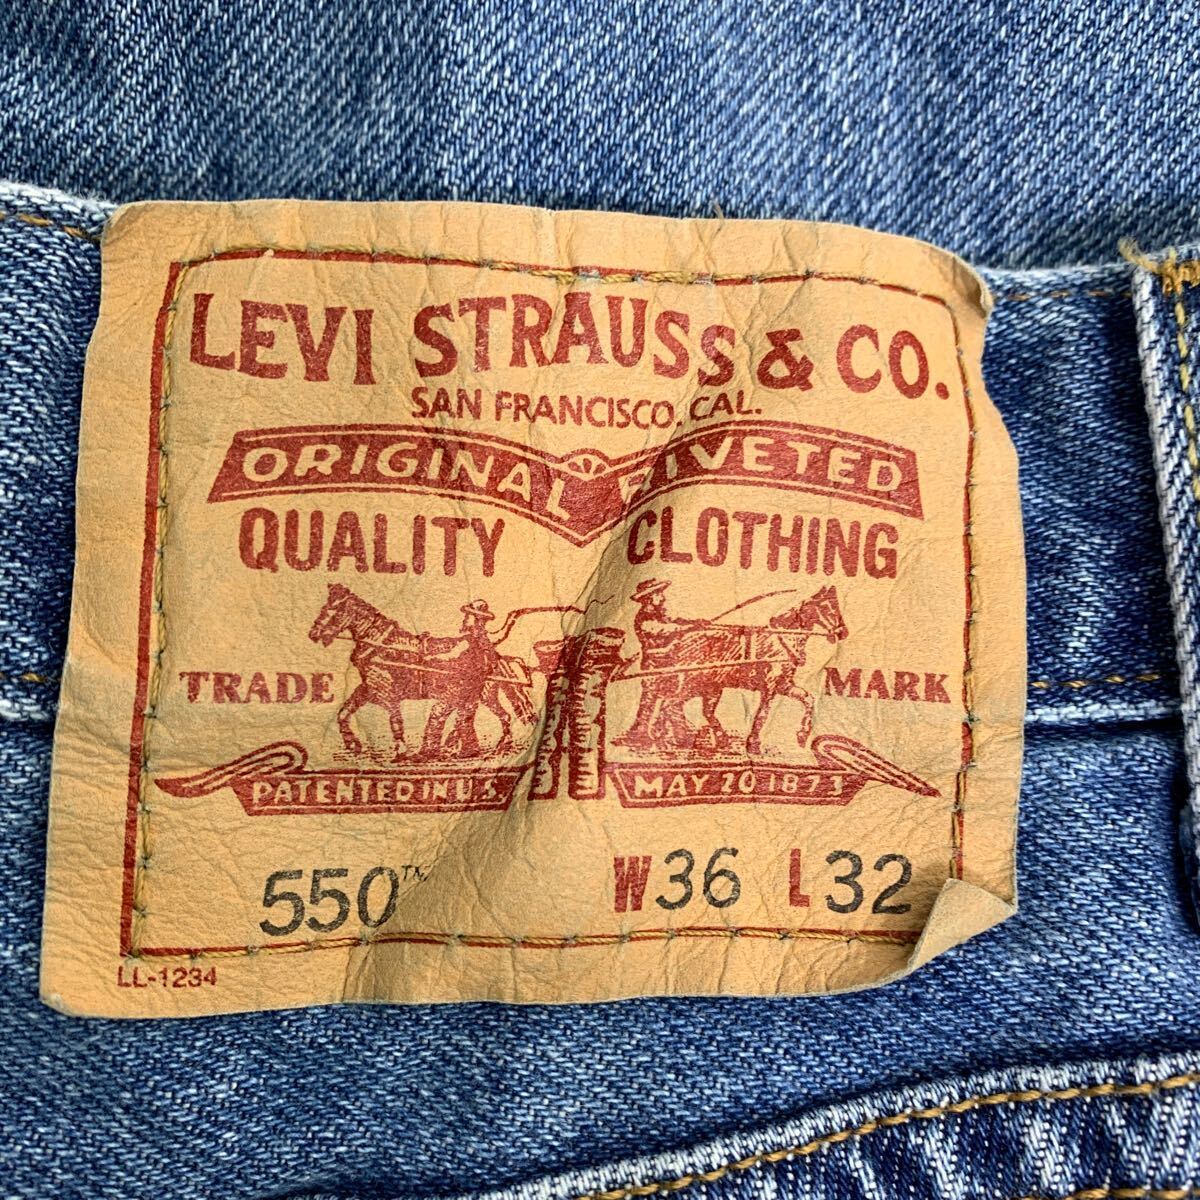 LEVI STRAUSS & CO.
SAN FRANCISCO, CAL.
ORIGINAL RIVETED
QUALITY CLOTHING
TRADE MARK
PATENTED IN U.S. MAY 20 1873
550™ W36 L32
LL-1234